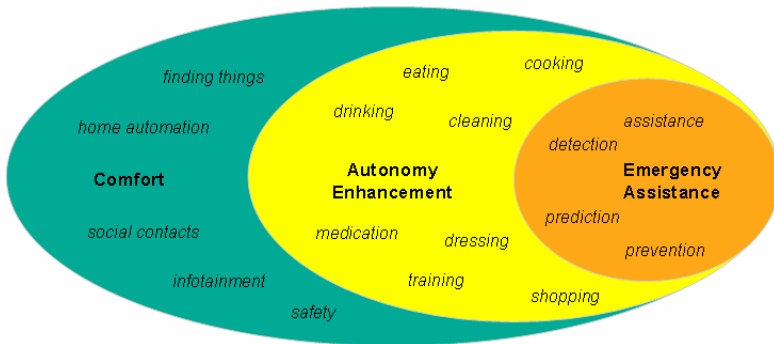 finding things
home automation
Comfort
social contacts
infotainment
safety
eating
cooking
drinking
cleaning
Autonomy
Enhancement
medication
dressing
training
shopping
assistance
detection
Emergency
Assistance
prediction
prevention